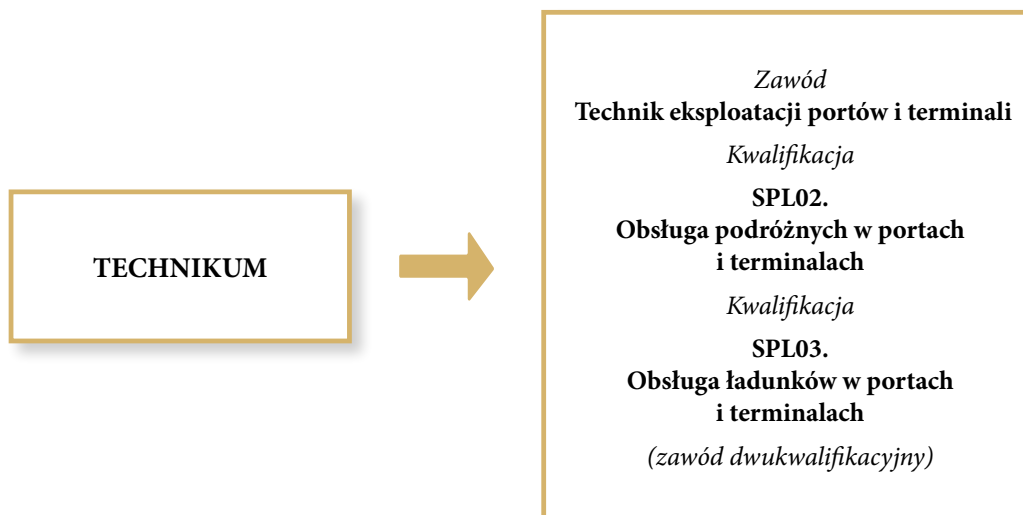 TECHNIKUM
Zawód
Technik eksploatacji portów i terminali
Kwalifikacja
SPL02.
Obsługa podróżnych w portach
i terminalach
Kwalifikacja
SPL03.
Obsługa ładunków w portach
i terminalach
(zawód dwukwalifikacyjny)